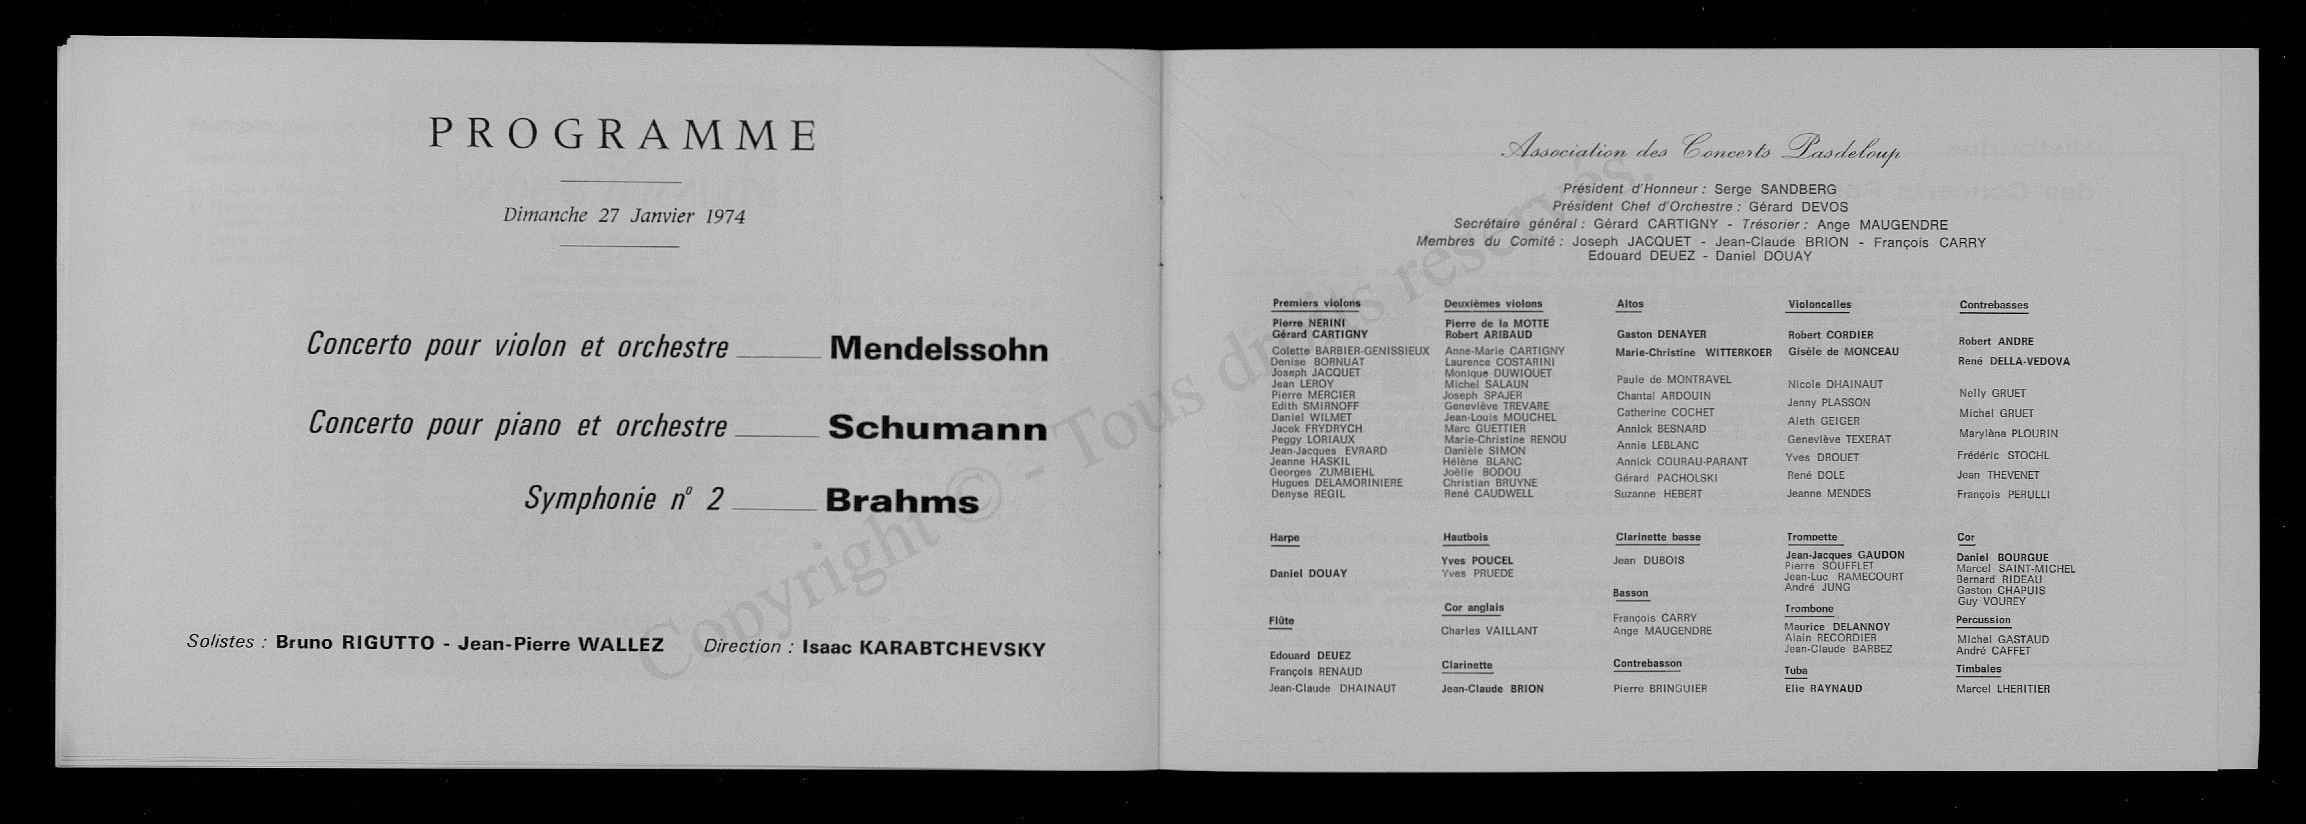 PROGRAMME
Dimanche 27 Janvier 1974
Concerto pour violon et orchestre Mendelssohn
Concerto pour piano et orchestre Schumann
Symphonie nº 2 Brahms
Solistes : Bruno RIGUTTO - Jean-Pierre WALLEZ Direction : Isaac KARABTCHEVSKY
Association des Concerts Pasdeloup
Président d'Honneur : Serge SANDBERG
Président Chef d'Orchestre : Gérard DEVOS
Secrétaire général : Gérard CARTIGNY - Trésorier : Ange MAUGENDRE
Membres du Comité : Joseph JACQUET - Jean-Claude BRION - François CARRY
Edouard DEUEZ - Daniel DOUAY
Premiers violons
Pierre NERINI
Gérard CARTIGNY
Colette BARBIER-GENISSIEUX
Denise BORNUAT
Joseph JACQUET
Jean LEROY
Pierre MERCIER
Edith SMIRNOFF
Daniel WILMET
Jacek FRYDRYCH
Peggy LORIAUX
Jean-Jacques EVRARD
Jeanne HASKIL
Georges ZUMBIEHL
Hugues DELAMORINIERE
Denyse REGIL
Deuxièmes violons
Pierre de la MOTTE
Robert ARIBAUD
Anne-Marie CARTIGNY
Laurence COSTARINI
Monique DUWIQUET
Michel SALAUN
Joseph SPAJER
Geneviève TREVARE
Jean-Louis MOUCHEL
Marc GUETTIER
Marie-Christine RENOU
Danièle SIMON
Hélène BLANC
Joëlle BODOU
Christian BRUYNE
René CAUDWELL
Altos
Gaston DENAYER
Marie-Christine WITTERKOER
Paule de MONTRAVEL
Chantal ARDOUIN
Catherine COCHET
Annick BESNARD
Annie LEBLANC
Annick COURAU-PARANT
Gérard PACHOLSKI
Suzanne HEBERT
Violoncelles
Robert CORDIER
Gisèle de MONCEAU
Nicole DHAINAUT
Jenny PLASSON
Aleth GEIGER
Geneviève TEXERAT
Yves DROUET
René DOLE
Jeanne MENDES
Contrebasses
Robert ANDRE
René DELLA-VEDOVA
Nelly GRUET
Michel GRUET
Marylèna PLOURIN
Frédéric STOCHL
Jean THEVENET
François PERULLI
Harpe
Daniel DOUAY
Flûte
Edouard DEUEZ
François RENAUD
Jean-Claude DHAINAUT
Hautbois
Yves POUCEL
Yves PRUEDE
Cor anglais
Charles VAILLANT
Clarinette
Jean-Claude BRION
Clarinette basse
Jean DUBOIS
Basson
François CARRY
Ange MAUGENDRE
Contrebasson
Pierre BRINGUIER
Trompette
Jean-Jacques GAUDON
Pierre SOUFFLET
Jean-Luc RAMECOURT
André JUNG
Trombone
Maurice DELANNOY
Alain RECORDIER
Jean-Claude BARBEZ
Tuba
Elie RAYNAUD
Cor
Daniel BOURGUE
Marcel SAINT-MICHEL
Bernard RIDEAU
Gaston CHAPUIS
Guy VOUREY
Percussion
Michel GASTAUD
André CAFFET
Timbales
Marcel LHERITIER
Copyright © - Tous droits réservés.